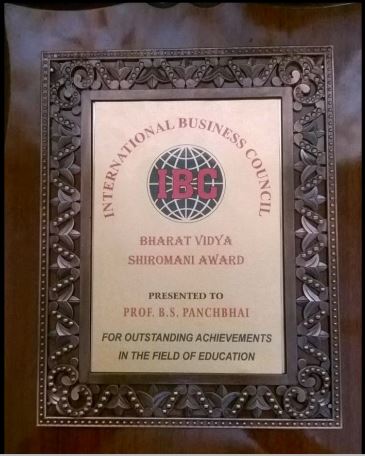 INTERNATIONAL BUSINESS COUNCIL
IBC
BHARAT VIDYA
SHIROMANI AWARD
PRESENTED TO
PROF. B.S. PANCHBHAI
FOR OUTSTANDING ACHIEVEMENTS
IN THE FIELD OF EDUCATION